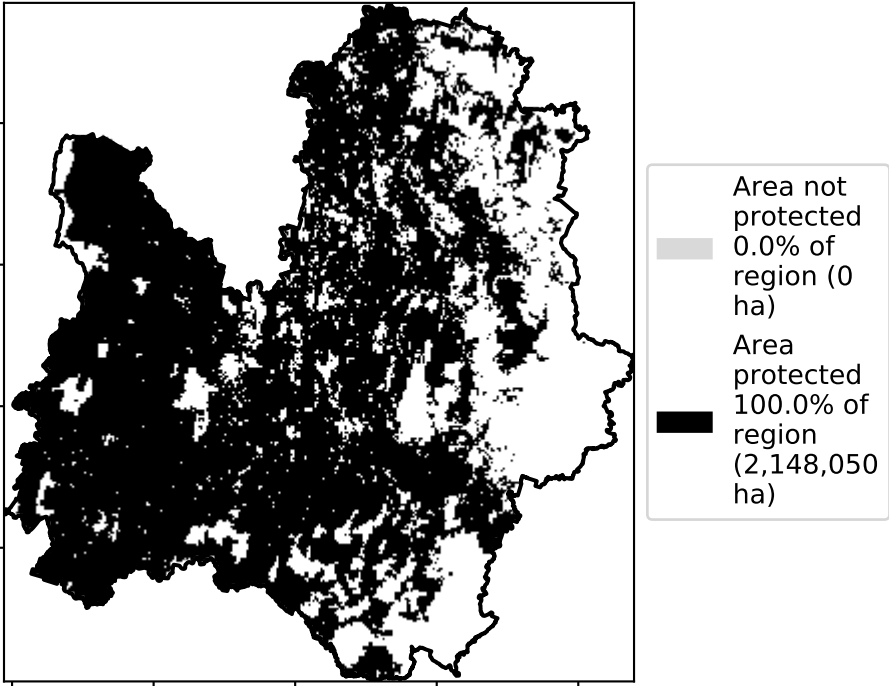 Area not
protected
0.0% of
region (0
ha)
Area
protected
100.0% of
region
(2,148,050
ha)